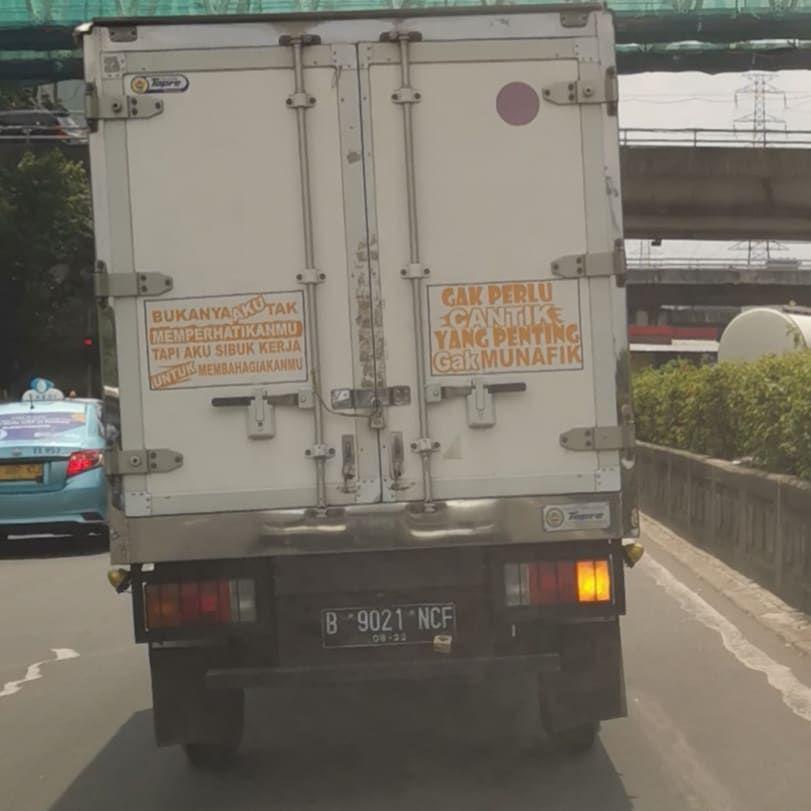 Topre
BUKANYA AKU TAK
MEMPERHATIKANMU
TAPI AKU SIBUK KERJA
UNTUK MEMBAHAGIAKANMU
GAK PERLU
CANTIK
YANG PENTING
Gak MUNAFIK
Topre
B 9021 NCF
08-22